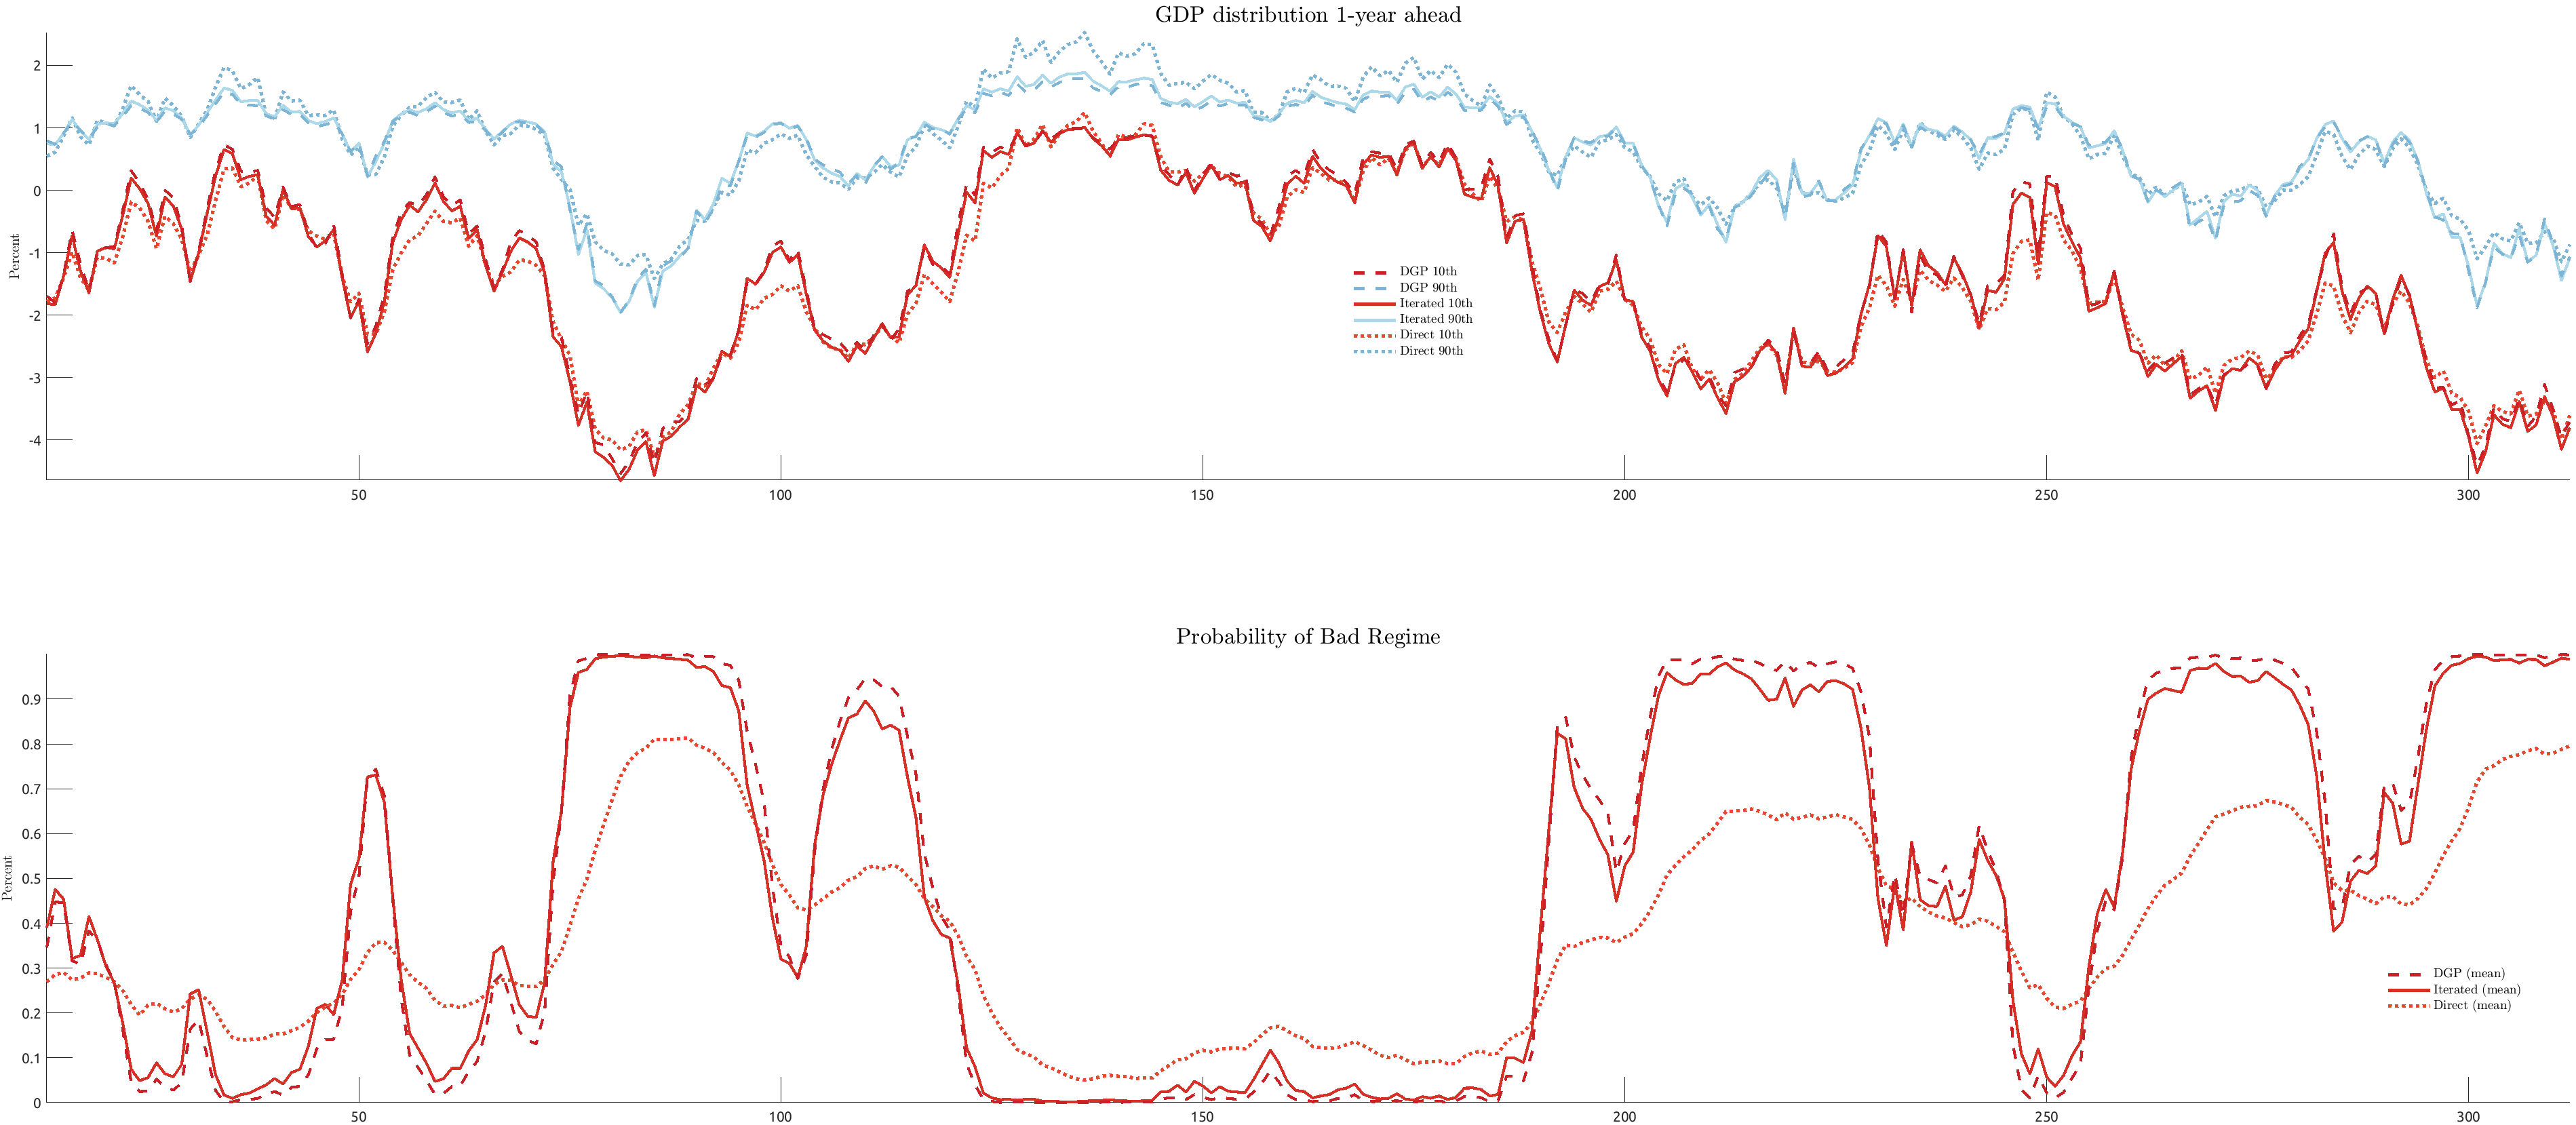 GDP distribution 1-year ahead
2
1
0
-1
-2
-3
-4
Percent
DGP 10th
DGP 90th
Iterated 10th
Iterated 90th
Direct 10th
Direct 90th
50 100 150 200 250 300
Probability of Bad Regime
0.9
0.8
0.7
0.6
0.5
0.4
0.3
0.2
0.1
0
Percent
DGP (mean)
Iterated (mean)
Direct (mean)
50 100 150 200 250 300